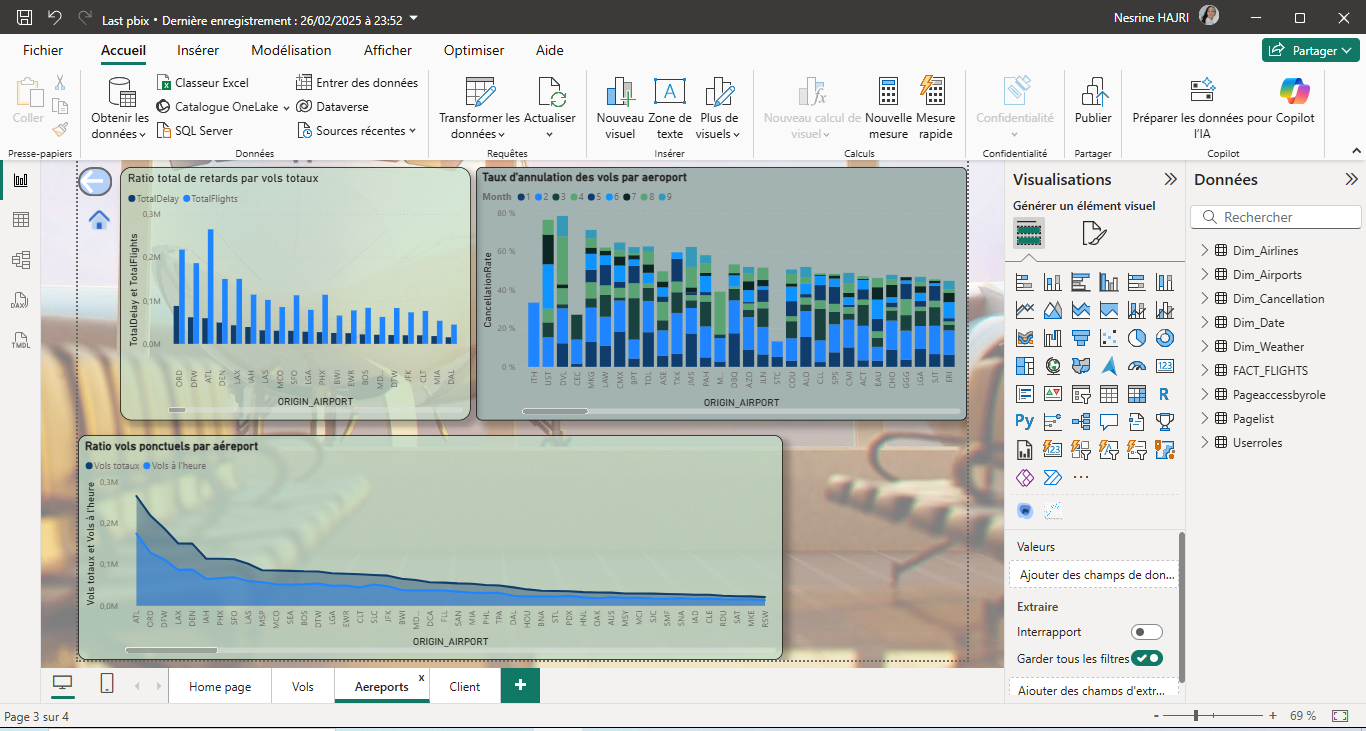 Last pbix • Dernière enregistrement : 26/02/2025 à 23:52
Nesrine HAJRI
Fichier
Accueil
Insérer
Modélisation
Afficher
Optimiser
Aide
Partager
Coller
Presse-papiers
Obtenir les
données
Classeur Excel
Catalogue OneLake
SQL Server
Entrer des données
Dataverse
Sources récentes
Données
Transformer les
données
Actualiser
Requêtes
Nouveau
visuel
Zone de
texte
Plus de
visuels
Insérer
Nouveau calcul de
visuel
Nouvelle
mesure
Mesure
rapide
Calculs
Confidentialité
Confidentialité
Publier
Partager
Préparer les données pour
l'IA
Copilot
Copilot
DAX
TMDL
Ratio total de retards par vols totaux
TotalDelay TotalFlights
TotalDelay et TotalFlights
0,3M
0,2M
0,1M
0,0M
ORD DFW ATL DEN LAX IAH LAS MCO SFO LGA PHX BWI EWR BOS MD... DTW JFK CLT MIA DAL
ORIGIN_AIRPORT
Taux d'annulation des vols par aeroport
Month 1 2 3 4 5 6 7 8 9
CancellationRate
80 %
60 %
40 %
20 %
0 %
ITH UST DVL CEC MKG LAW CMX BPT TOL ASE TXK JMS PAH M... DBQ AZO JLN STC COU ALO CLL SPS CMI ACT EAU CHO GGG LGA SJT ERI
ORIGIN_AIRPORT
Ratio vols ponctuels par aéreport
Vols totaux Vols à l'heure
Vols totaux et Vols à l'heure
0,3M
0,2M
0,1M
0,0M
ATL ORD DFW LAX DEN IAH PHX SFO LAS MSP MCO SEA BOS DTW LGA EWR CLT SLC JFK BWI MD... DCA FLL SAN MIA PHL TPA DAL HOU BNA STL PDX HNL OAK AUS MSY MCI SJC SMF SNA IAD CLE RDU SAT MKE RSW
ORIGIN_AIRPORT
Visualisations
Générer un élément visuel
123
R
Py
123
Valeurs
Ajouter des champs de don...
Extraire
Interrapport
Garder tous les filtres
Ajouter des champs d'extr...
Données
Rechercher
Dim_Airlines
Dim_Airports
Dim_Cancellation
Dim_Date
Dim_Weather
FACT_FLIGHTS
Pageaccessbyrole
Pagelist
Userroles
Home page
Vols
Aereports x
Client
+
Page 3 sur 4
- + 69 %